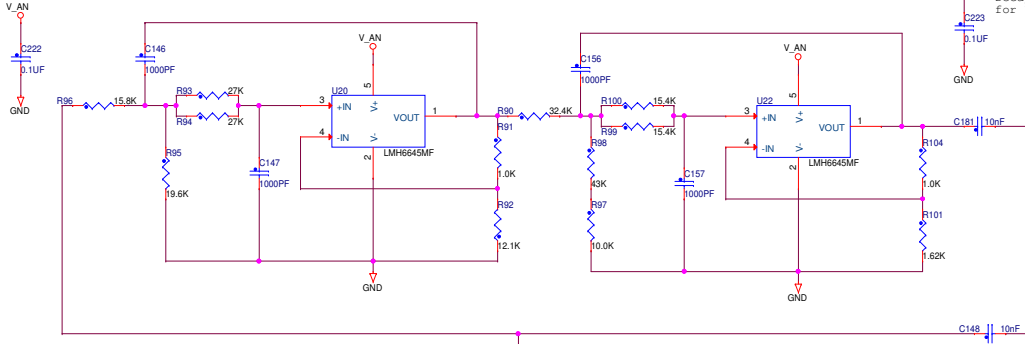 V_AN
C222
0.1UF
GND
C146
1000PF
V_AN
R96
15.8K
R93
27K
R94
27K
R95
19.6K
C147
1000PF
U20
3
+IN
4
-IN
5
V+
V-
2
VOUT
1
LMH6645MF
R91
1.0K
R92
12.1K
GND
R90
32.4K
C156
1000PF
R100
15.4K
R99
15.4K
R98
43K
R97
10.0K
C157
1000PF
V_AN
U22
3
+IN
4
-IN
5
V+
V-
2
VOUT
1
LMH6645MF
C181
10nF
R104
1.0K
R101
1.62K
GND
C223
0.1UF
GND
for
C148
10nF